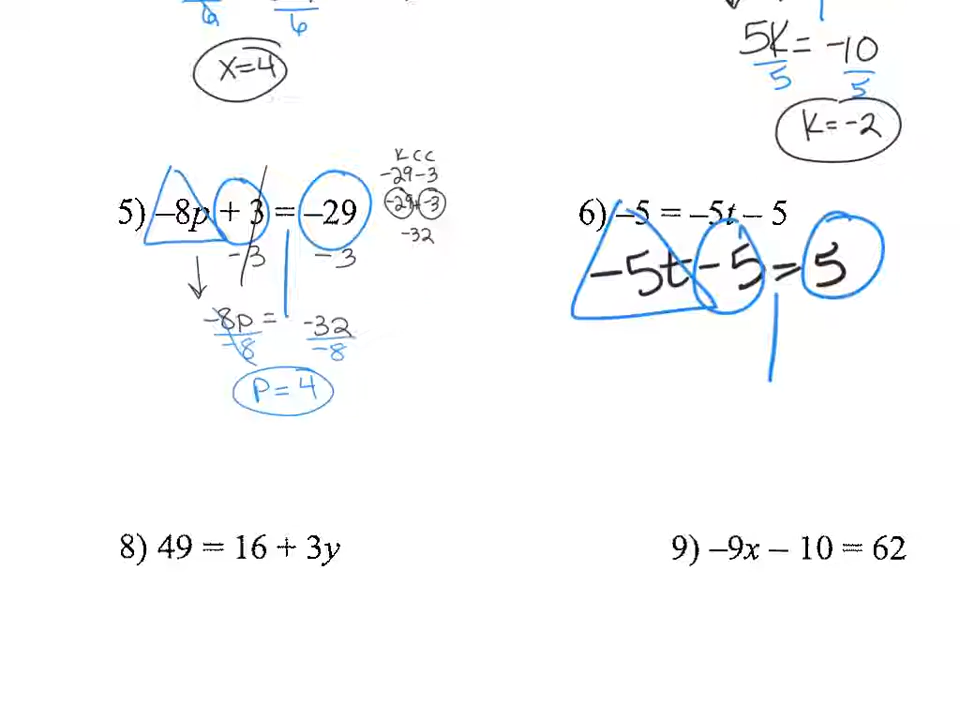 6 6
x=4
5K = -10
5 5
K = -2
KCC
-29-3
5) –8p + 3 = –29
-29+-3
-3 -3
-32
-8p = -32
-8 -8
P = 4
6) –5 = –5t – 5
-5t -5 = 5
8) 49 = 16 + 3y
9) –9x – 10 = 62